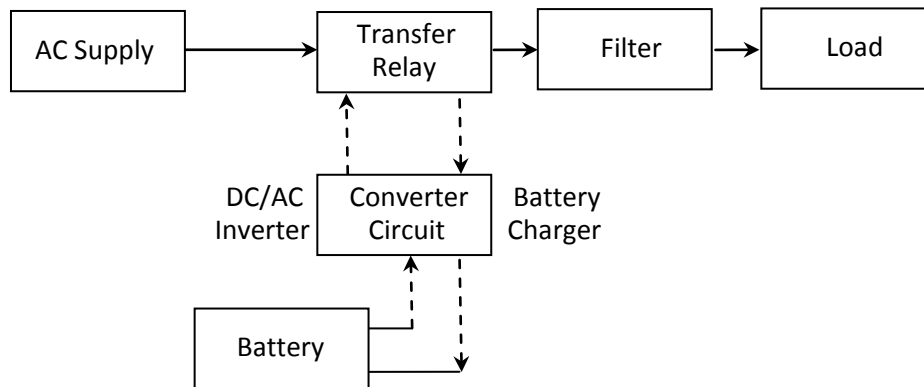 AC Supply
Transfer
Relay
Filter
Load
DC/AC
Inverter
Converter
Circuit
Battery
Charger
Battery